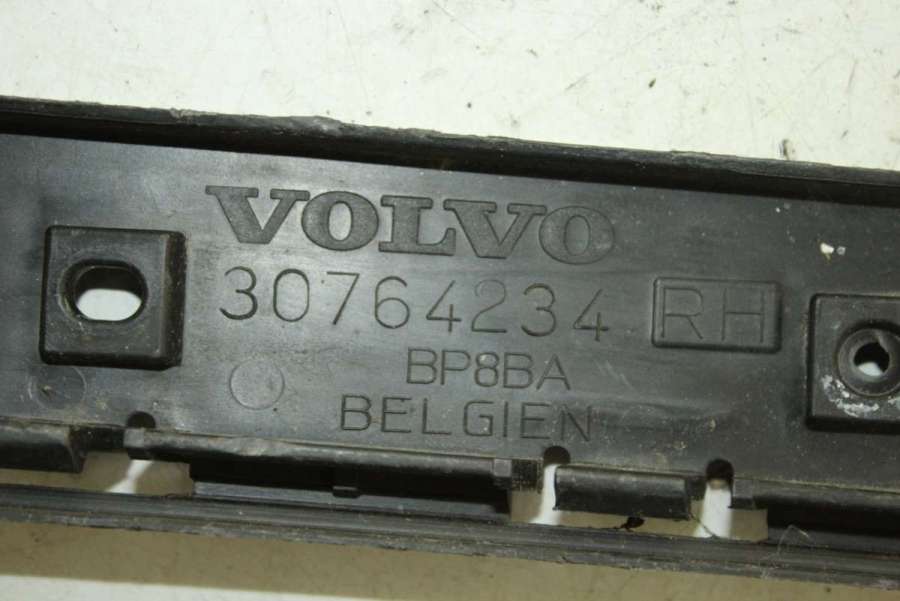 VOLVO
30764234 RH
BP8BA
BELGIEN